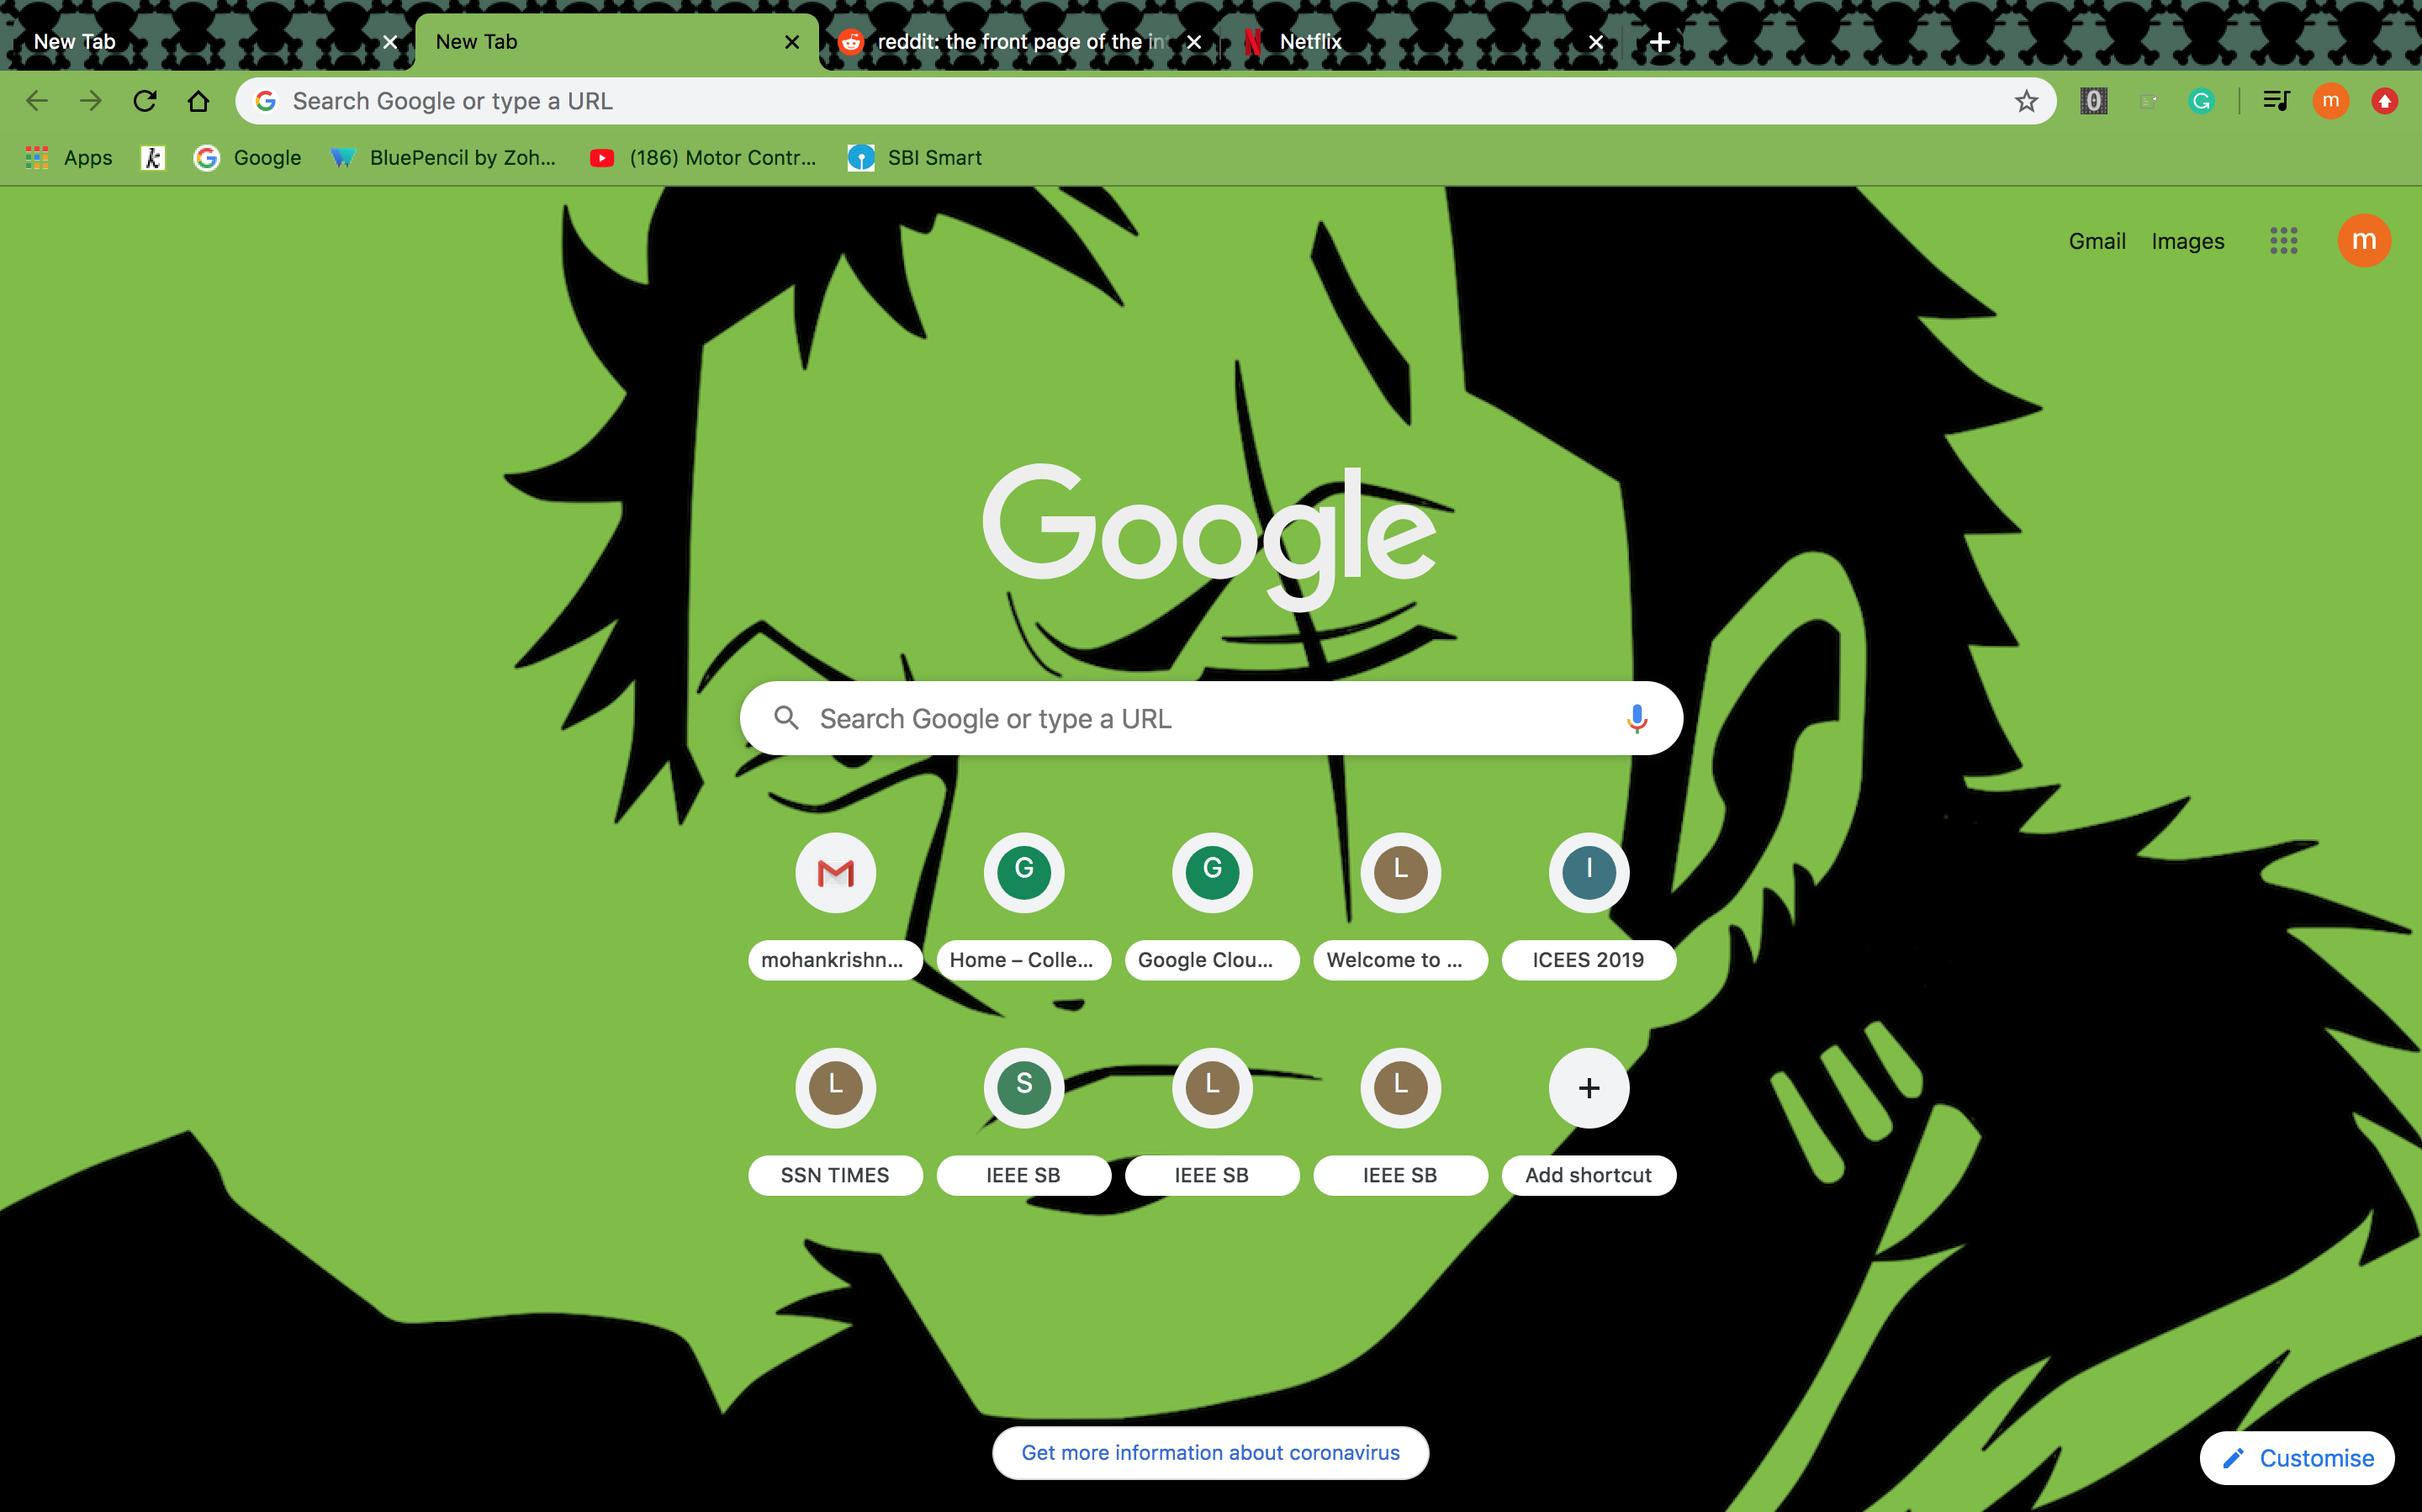 New Tab
New Tab
reddit: the front page of the in
Netflix
Search Google or type a URL
0
m
Apps
k
Google
BluePencil by Zoh...
(186) Motor Contr...
SBI Smart
Gmail
Images
m
Google
Search Google or type a URL
G
G
L
I
mohankrishn...
Home – Colle...
Google Clou...
Welcome to ...
ICEES 2019
L
S
L
L
SSN TIMES
IEEE SB
IEEE SB
IEEE SB
Add shortcut
Get more information about coronavirus
Customise